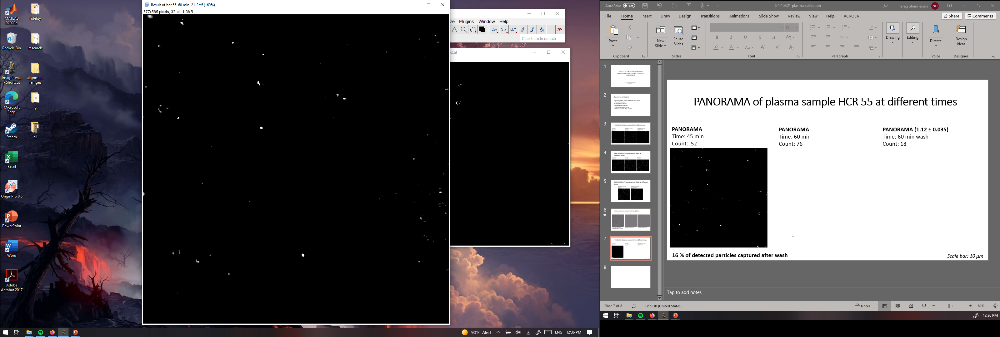 MATLAB
R2020b
fidelity
Recycle Bin
research
ImageJ-wi...
- Shortcut
alignment
iamges
Microsoft
Edge
g
Steam
all
Excel
OriginPro 8.5
PowerPoint
Word
Adobe
Acrobat 2017
Result of hcr 55 60 min 21-2.tif (169%)
577x585 pixels; 32-bit; 1.3MB
ze Plugins Window Help
Dev Stk LUT
Click here to search
-2.tif
90°F Alert
ENG
12:36 PM
AutoSave Off
6-17-2021 plasma collection
nareg ohannesian
NO
File Home Insert Draw Design Transitions Animations Slide Show Review View Help ACROBAT
Share Comments
Paste
New
Slide
Reuse
Slides
18
B I U S ab AV
A Aa A A A
Drawing
Editing
Dictate
Design
Ideas
Clipboard Slides Font Paragraph Voice Designer
1
2
3
4
5
6
7
8
PANORAMA of plasma sample HCR 55 at different times
PANORAMA
Time: 45 min
Count: 52
PANORAMA
Time: 60 min
Count: 76
PANORAMA (1.12 ± 0.035)
Time: 60 min wash
Count: 18
16 % of detected particles captured after wash
Scale bar: 10 µm
Tap to add notes
Slide 7 of 8
English (United States)
Notes
81%
12:36 PM